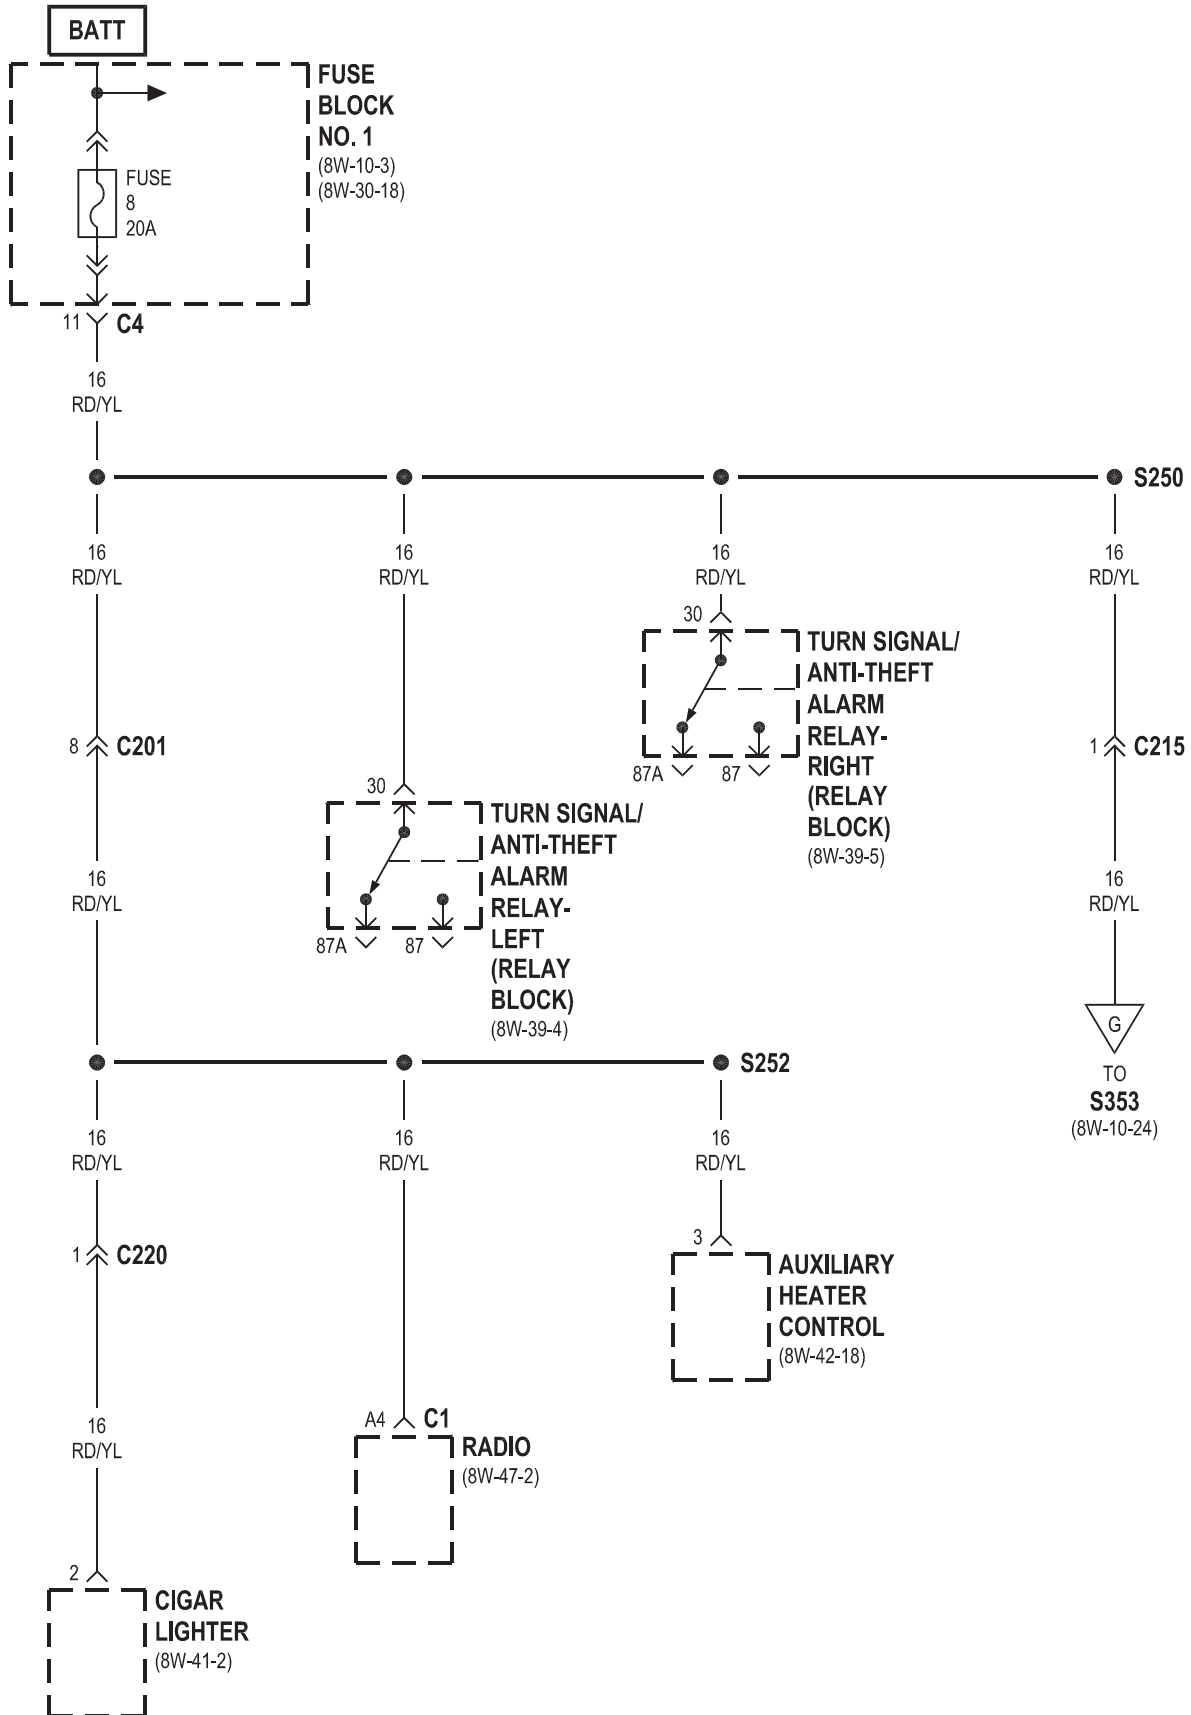 BATT
FUSE
BLOCK
NO. 1
(8W-10-3)
(8W-30-18)
FUSE
8
20A
11 C4
16
RD/YL
S250
16
RD/YL
16
RD/YL
16
RD/YL
16
RD/YL
30
TURN SIGNAL/
ANTI-THEFT
ALARM
RELAY-
RIGHT
(RELAY
BLOCK)
(8W-39-5)
87A 87
8 C201
1 C215
30
TURN SIGNAL/
ANTI-THEFT
ALARM
RELAY-
LEFT
(RELAY
BLOCK)
(8W-39-4)
87A 87
16
RD/YL
16
RD/YL
G
TO
S353
(8W-10-24)
S252
16
RD/YL
16
RD/YL
16
RD/YL
1 C220
3
AUXILIARY
HEATER
CONTROL
(8W-42-18)
16
RD/YL
A4 C1
RADIO
(8W-47-2)
2
CIGAR
LIGHTER
(8W-41-2)